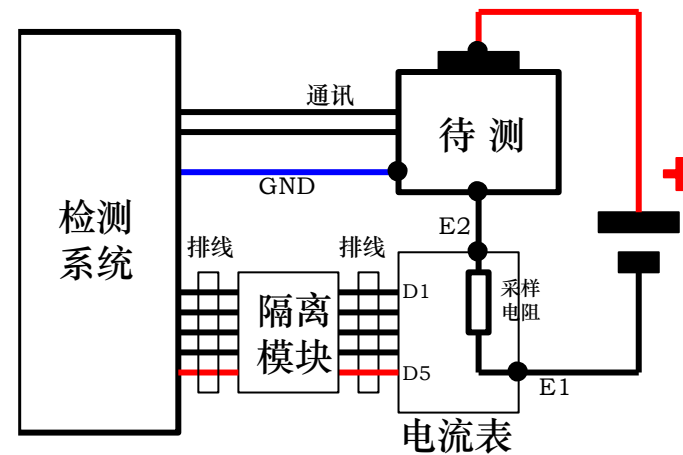 通讯
待 测
GND
检测
系统
E2
排线
排线
隔离
模块
D1
采样
电阻
D5
E1
电流表